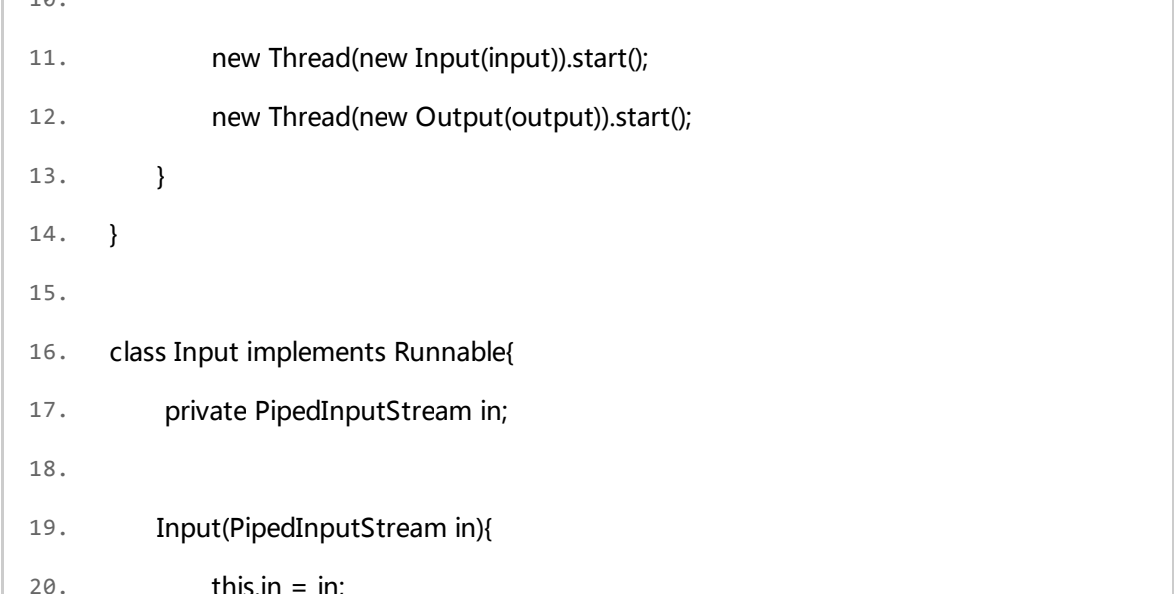 10.
11. new Thread(new Input(input)).start();
12. new Thread(new Output(output)).start();
13. }
14. }
15.
16. class Input implements Runnable{
17. private PipedInputStream in;
18.
19. Input(PipedInputStream in){
20. this.in = in;